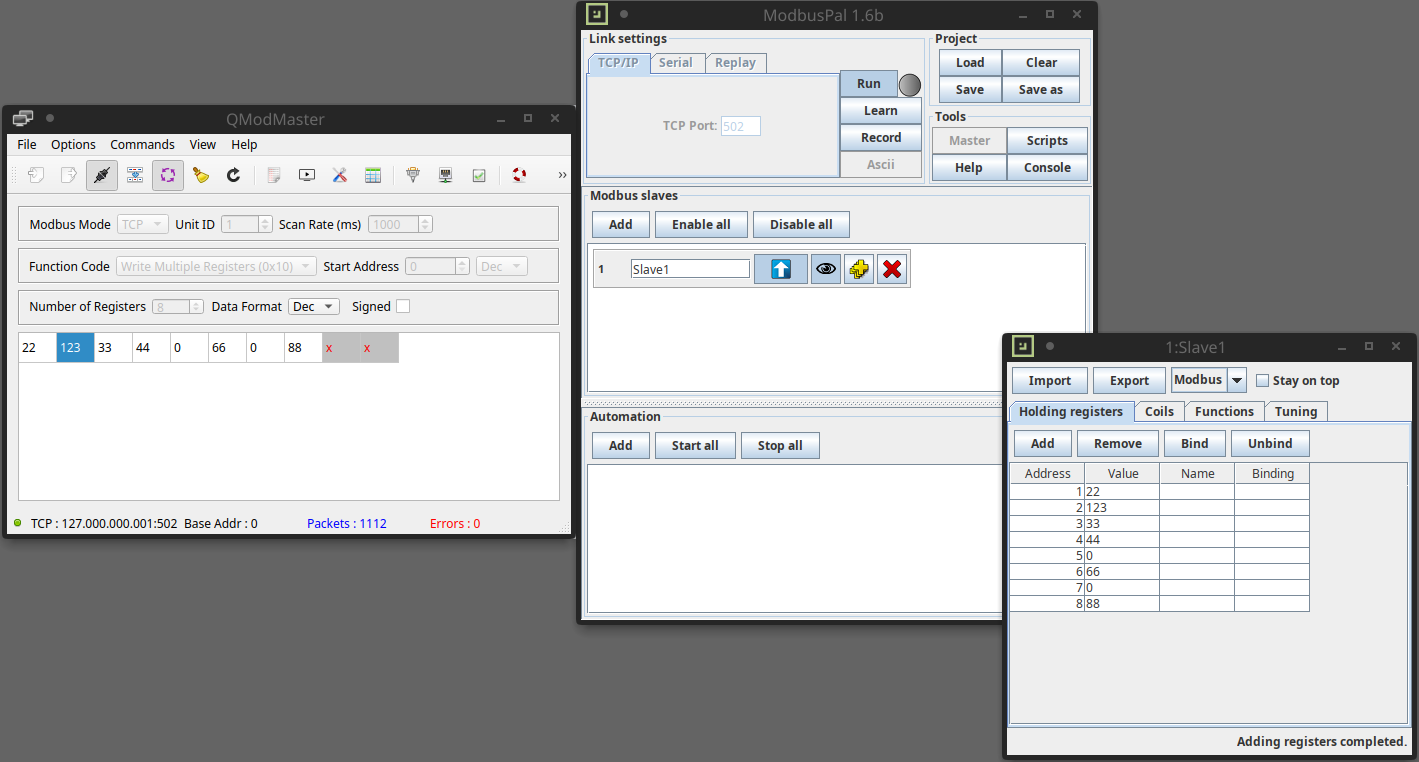 QModMaster
File Options Commands View Help
»
Modbus Mode TCP Unit ID 1 Scan Rate (ms) 1000
Function Code Write Multiple Registers (0x10) Start Address 0 Dec
Number of Registers 8 Data Format Dec Signed
22 123 33 44 0 66 0 88 x x
TCP : 127.000.000.001:502 Base Addr : 0 Packets : 1112 Errors : 0
ModbusPal 1.6b
Link settings
TCP/IP Serial Replay
TCP Port: 502
Run
Learn
Record
Ascii
Project
Load Clear
Save Save as
Tools
Master Scripts
Help Console
Modbus slaves
Add Enable all Disable all
1 Slave1
Automation
Add Start all Stop all
1:Slave1
Import Export Modbus Stay on top
Holding registers Coils Functions Tuning
Add Remove Bind Unbind
Address Value Name Binding
1 22
2 123
3 33
4 44
5 0
6 66
7 0
8 88
Adding registers completed.